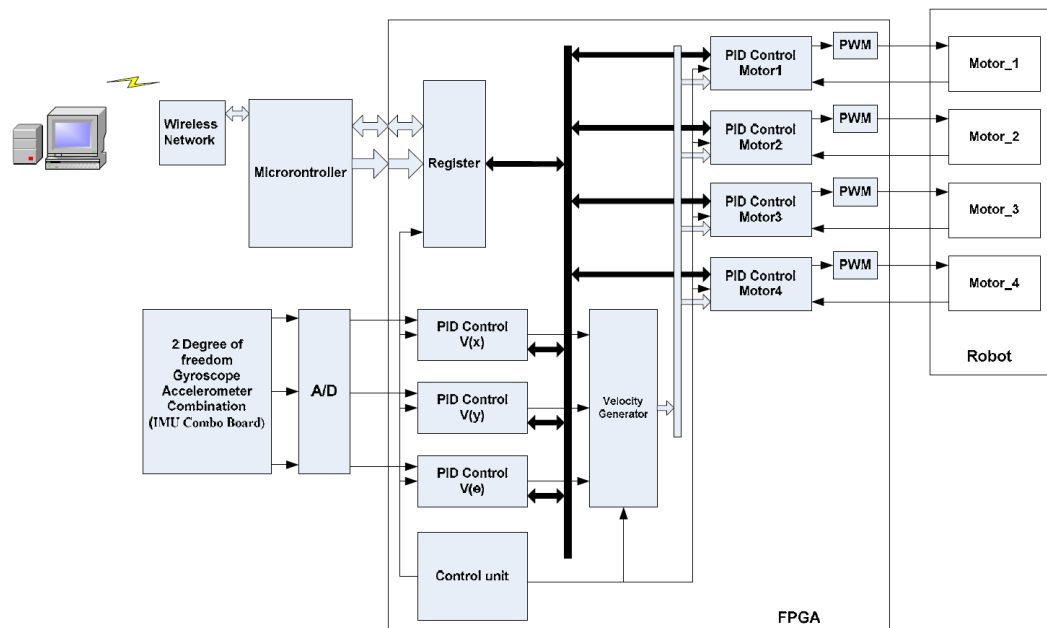 PID Control
Motor1
PWM
Motor_1
Wireless
Network
Microrontroller
Register
PID Control
Motor2
PWM
Motor_2
PID Control
Motor3
PWM
Motor_3
PID Control
Motor4
PWM
Motor_4
Robot
2 Degree of
freedom
Gyroscope
Accelerometer
Combination
(IMU Combo Board)
A/D
PID Control
V(x)
PID Control
V(y)
PID Control
V(ɵ)
Velocity
Generator
Control unit
FPGA